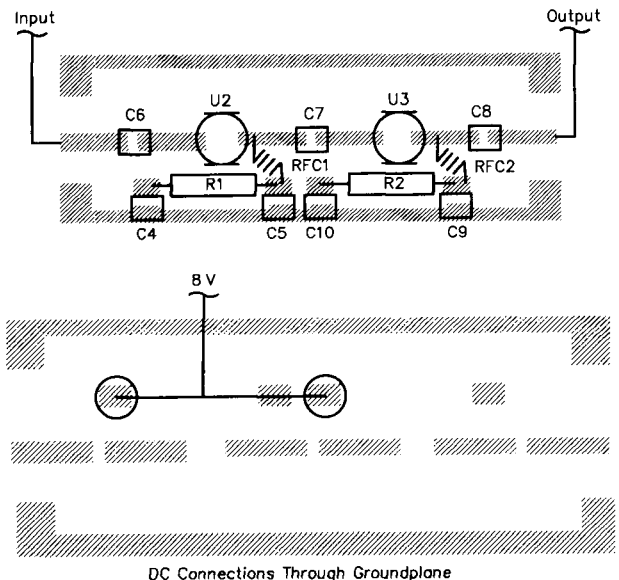 Input
Output
C6
U2
C7
U3
C8
RFC1
RFC2
R1
R2
C4
C5
C10
C9
8 V
DC Connections Through Groundplane